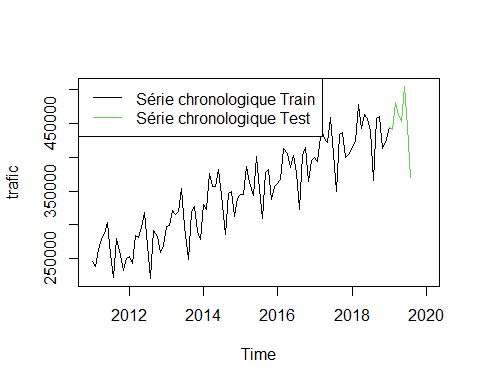 Série chronologique Train
Série chronologique Test
trafic
450000
350000
250000
2012
2014
2016
2018
2020
Time